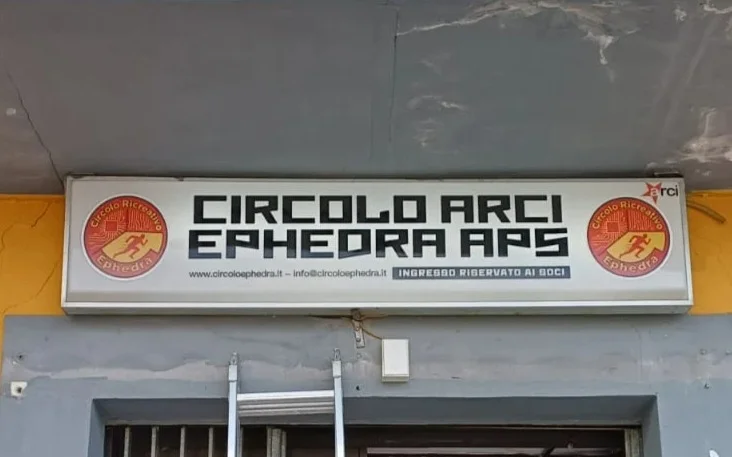 CIRCOLO ARCI
EPHEDRA APS
www.circoloephedra.it – info@circoloephedra.it INGRESSO RISERVATO AI SOCI
Circolo Ricreativo
Ephedra
Circolo Ricreativo
Ephedra
arci